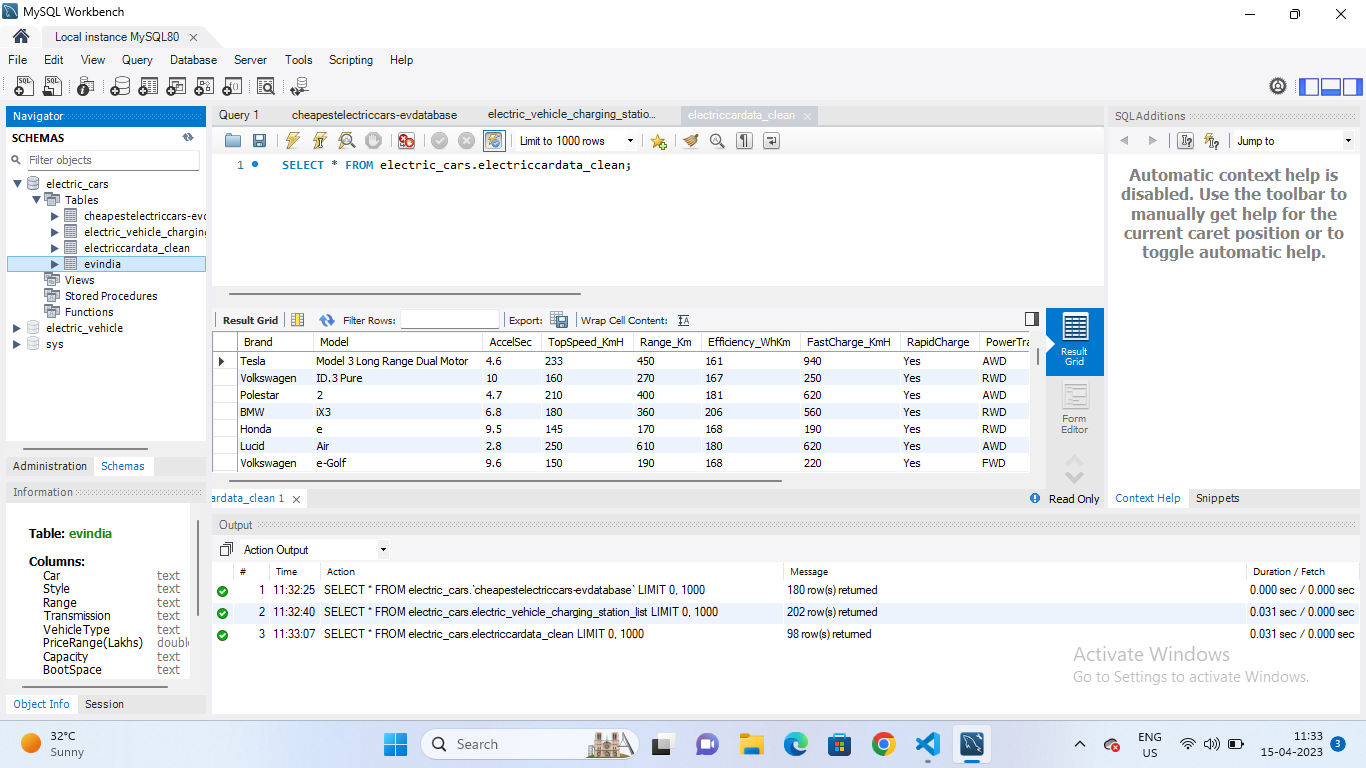 MySQL Workbench
Local instance MySQL80
File Edit View Query Database Server Tools Scripting Help
Navigator
SCHEMAS
Filter objects
electric_cars
Tables
cheapestelectriccars-evd
electric_vehicle_charging
electriccardata_clean
evindia
Views
Stored Procedures
Functions
electric_vehicle
sys
Administration Schemas
Information
Table: evindia
Columns:
Car text
Style text
Range text
Transmission text
VehicleType text
PriceRange(Lakhs) double
Capacity text
BootSpace text
Object Info Session
Query 1 cheapestelectriccars-evdatabase electric_vehicle_charging_statio... electriccardata_clean
Limit to 1000 rows
1 SELECT * FROM electric_cars.electriccardata_clean;
Result Grid Filter Rows: Export: Wrap Cell Content:
Brand Model AccelSec TopSpeed_KmH Range_Km Efficiency_WhKm FastCharge_KmH RapidCharge PowerTra
Tesla Model 3 Long Range Dual Motor 4.6 233 450 161 940 Yes AWD
Volkswagen ID.3 Pure 10 160 270 167 250 Yes RWD
Polestar 2 4.7 210 400 181 620 Yes AWD
BMW iX3 6.8 180 360 206 560 Yes RWD
Honda e 9.5 145 170 168 190 Yes RWD
Lucid Air 2.8 250 610 180 620 Yes AWD
Volkswagen e-Golf 9.6 150 190 168 220 Yes FWD
Result
Grid
Form
Editor
ardata_clean 1
Read Only
SQLAdditions
Jump to
Automatic context help is
disabled. Use the toolbar to
manually get help for the
current caret position or to
toggle automatic help.
Context Help Snippets
Output
Action Output
# Time Action Message Duration / Fetch
1 11:32:25 SELECT * FROM electric_cars.`cheapestelectriccars-evdatabase` LIMIT 0, 1000 180 row(s) returned 0.000 sec / 0.000 sec
2 11:32:40 SELECT * FROM electric_cars.electric_vehicle_charging_station_list LIMIT 0, 1000 202 row(s) returned 0.031 sec / 0.000 sec
3 11:33:07 SELECT * FROM electric_cars.electriccardata_clean LIMIT 0, 1000 98 row(s) returned 0.031 sec / 0.000 sec
Activate Windows
Go to Settings to activate Windows.
32°C
Sunny
Search
ENG
US
11:33
15-04-2023
3